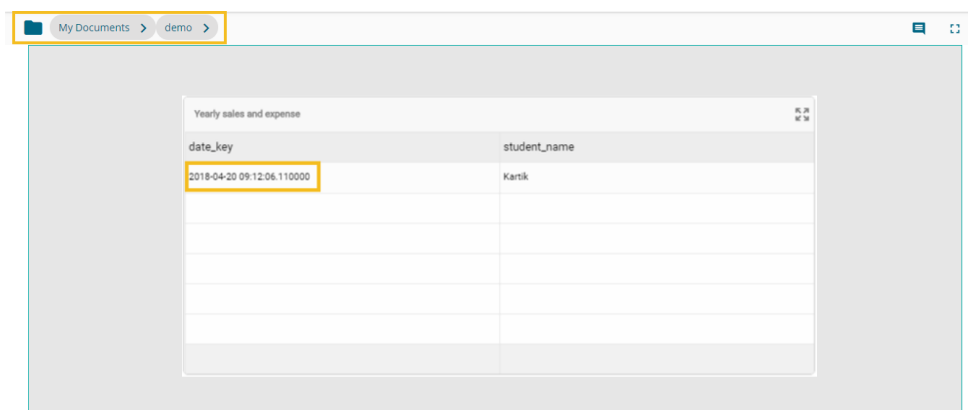 My Documents > demo >
Yearly sales and expense
date_key student_name
2018-04-20 09:12:06.110000 Kartik